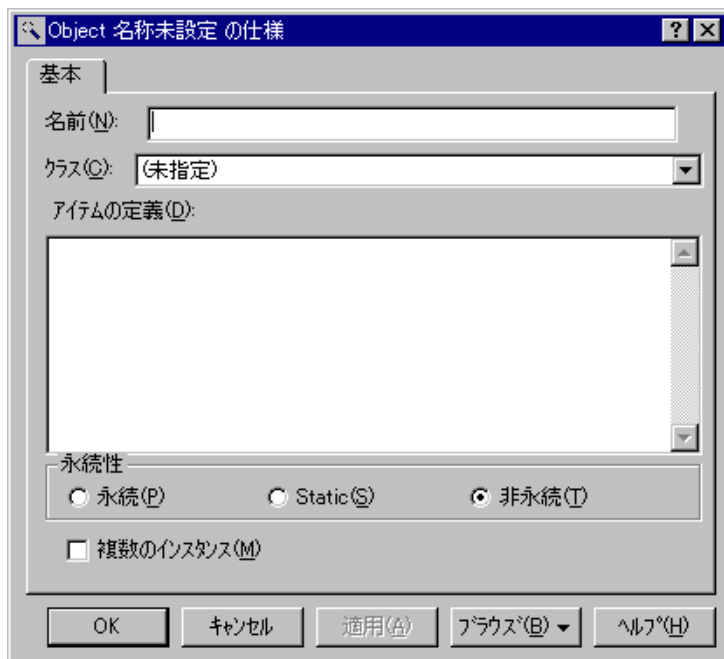 Object 名称未設定 の仕様
基本
名前(N):
ｸﾗｽ(C): (未指定)
ｱｲﾃﾑの定義(D):
永続性
永続(P) Static(S) 非永続(T)
複数のｲﾝｽﾀﾝｽ(M)
OK ｷｬﾝｾﾙ 適用(A) ﾌﾞﾗｳｽﾞ(B) ﾍﾙﾌﾟ(H)